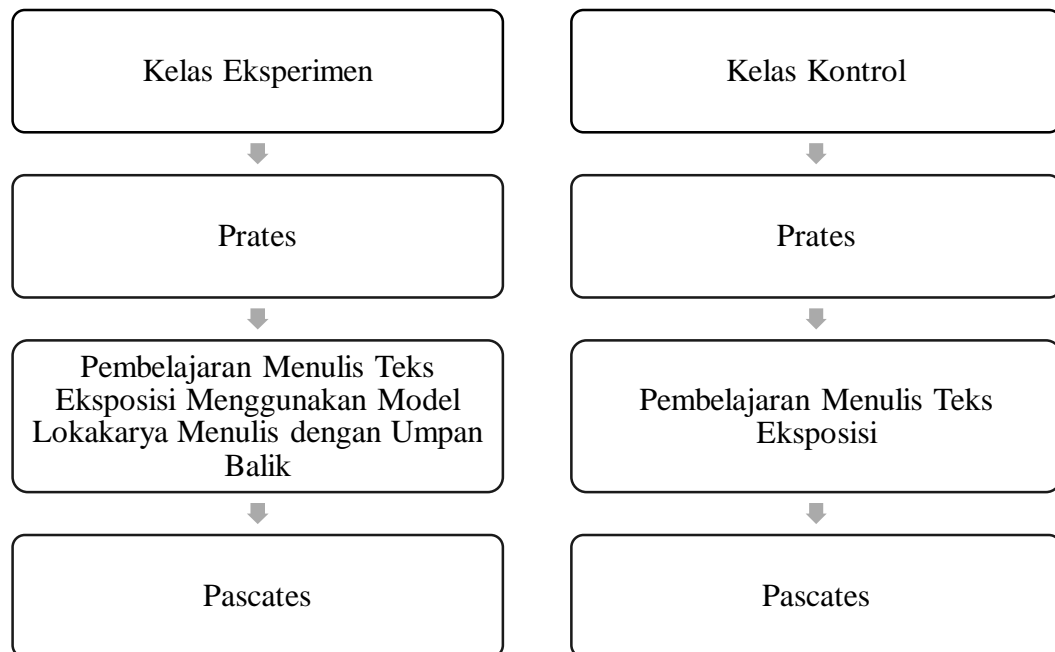 Kelas Eksperimen
Prates
Pembelajaran Menulis Teks
Eksposisi Menggunakan Model
Lokakarya Menulis dengan Umpan
Balik
Pascates
Kelas Kontrol
Prates
Pembelajaran Menulis Teks
Eksposisi
Pascates